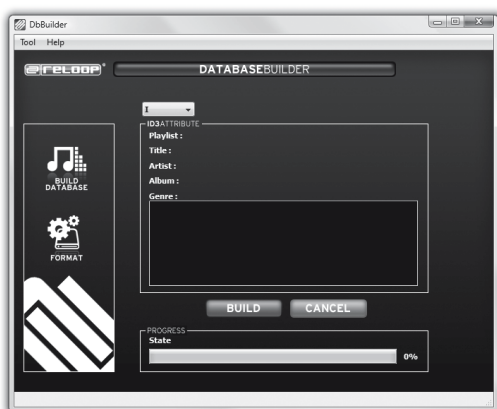 DbBuilder
Tool Help
reloop®
DATABASEBUILDER
I
ID3ATTRIBUTE
Playlist :
Title :
Artist :
Album :
Genre :
BUILD
DATABASE
FORMAT
BUILD CANCEL
PROGRESS
State
0%